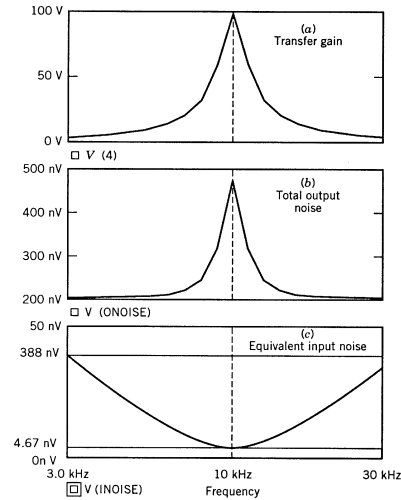 100 V
(a)
Transfer gain
50 V
0 V
V (4)
500 nV
(b)
Total output
noise
400 nV
300 nV
200 nV
V (ONOISE)
50 nV
(c)
Equivalent input noise
388 nV
4.67 nV
0n V
3.0 kHz 10 kHz 30 kHz
V (INOISE) Frequency